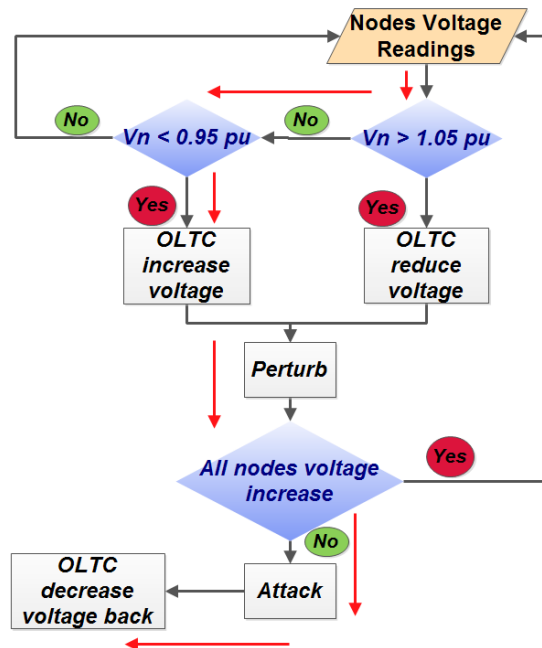 Nodes Voltage
Readings
No
Vn < 0.95 pu
No
Vn > 1.05 pu
Yes
Yes
OLTC
increase
voltage
OLTC
reduce
voltage
Perturb
All nodes voltage
increase
Yes
No
OLTC
decrease
voltage back
Attack